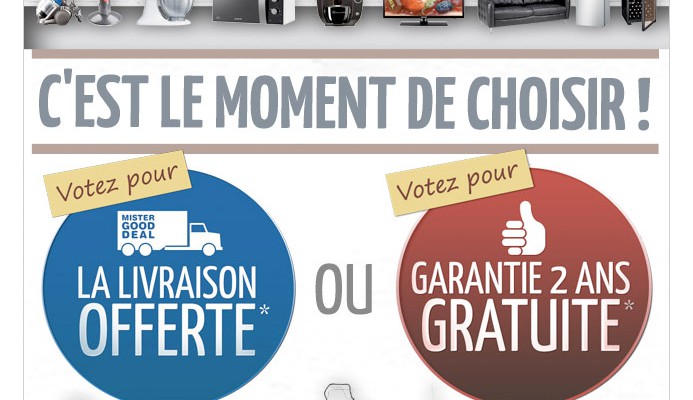 C'EST LE MOMENT DE CHOISIR !
Votez pour
MISTER
GOOD
DEAL
LA LIVRAISON
OFFERTE*
OU
Votez pour
GARANTIE 2 ANS
GRATUITE*